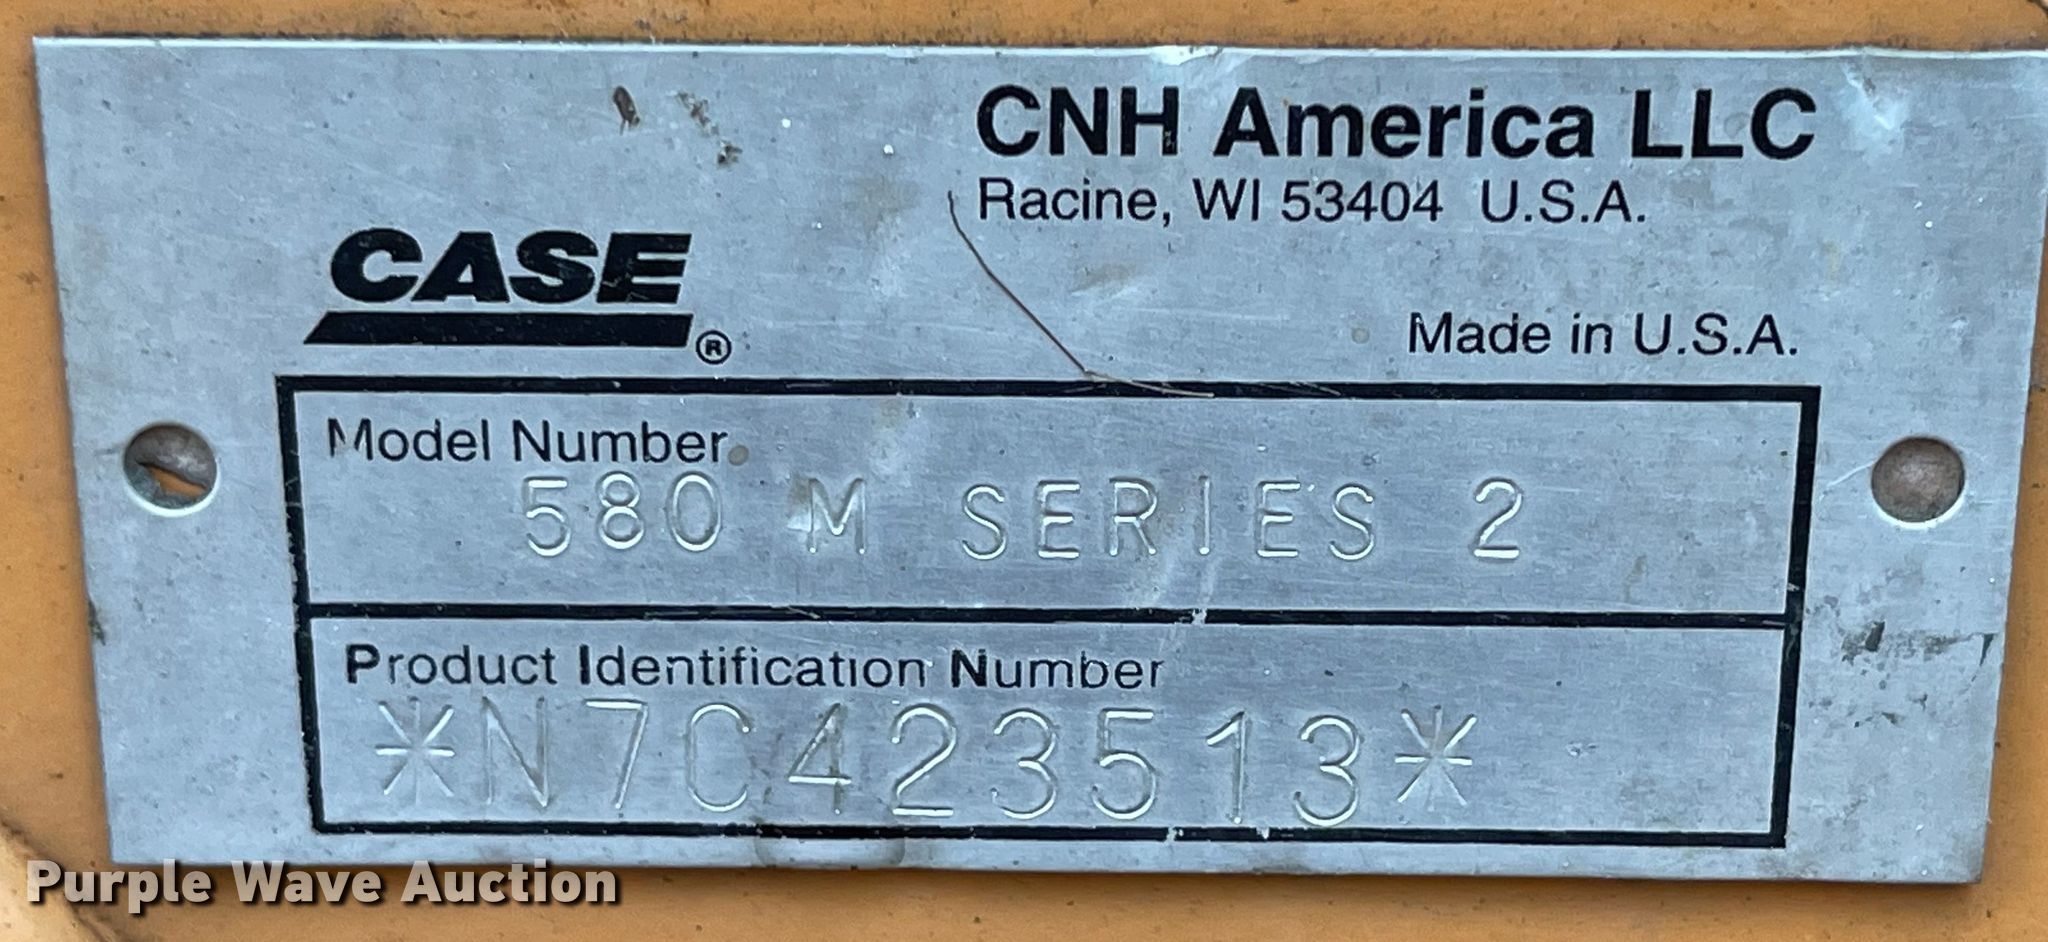 CNH America LLC
Racine, WI 53404 U.S.A.
CASE®
Made in U.S.A.
Model Number
580 M SERIES 2
Product Identification Number
*N7C423513*
Purple Wave Auction